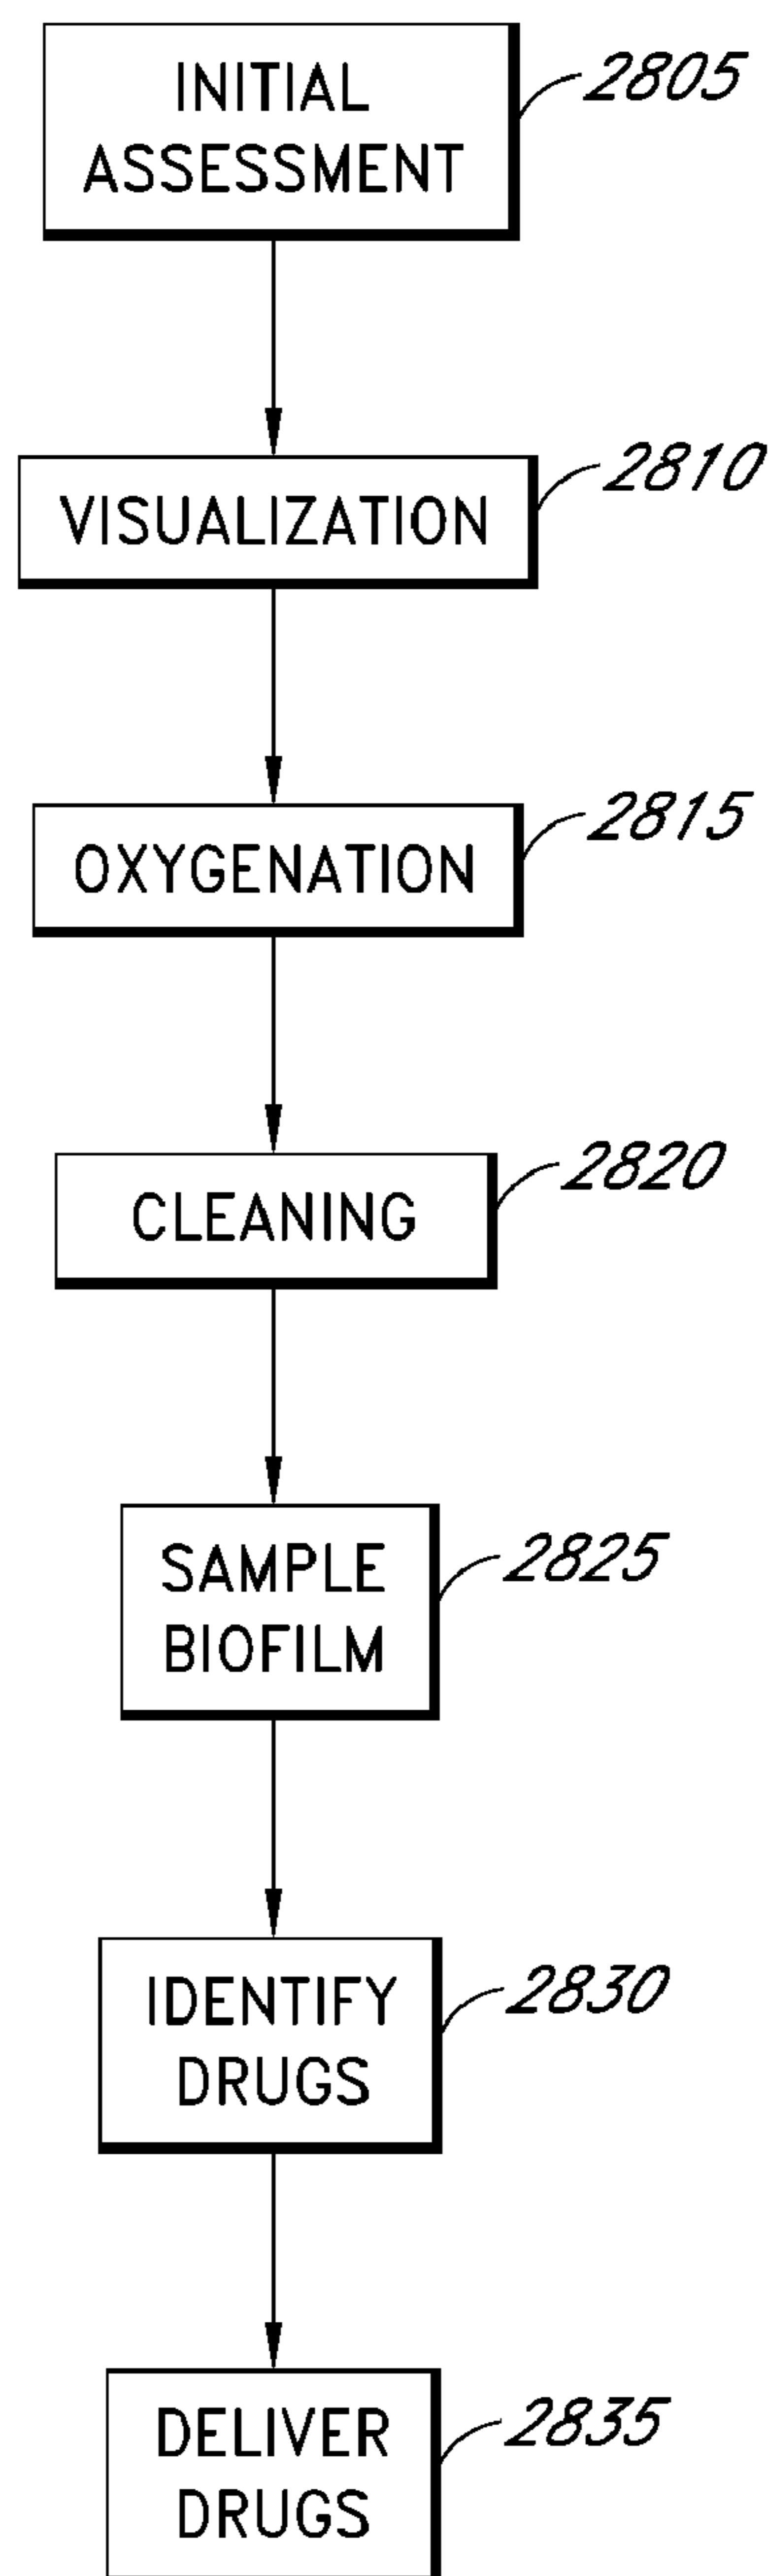 INITIAL
ASSESSMENT
2805
VISUALIZATION
2810
OXYGENATION
2815
CLEANING
2820
SAMPLE
BIOFILM
2825
IDENTIFY
DRUGS
2830
DELIVER
DRUGS
2835